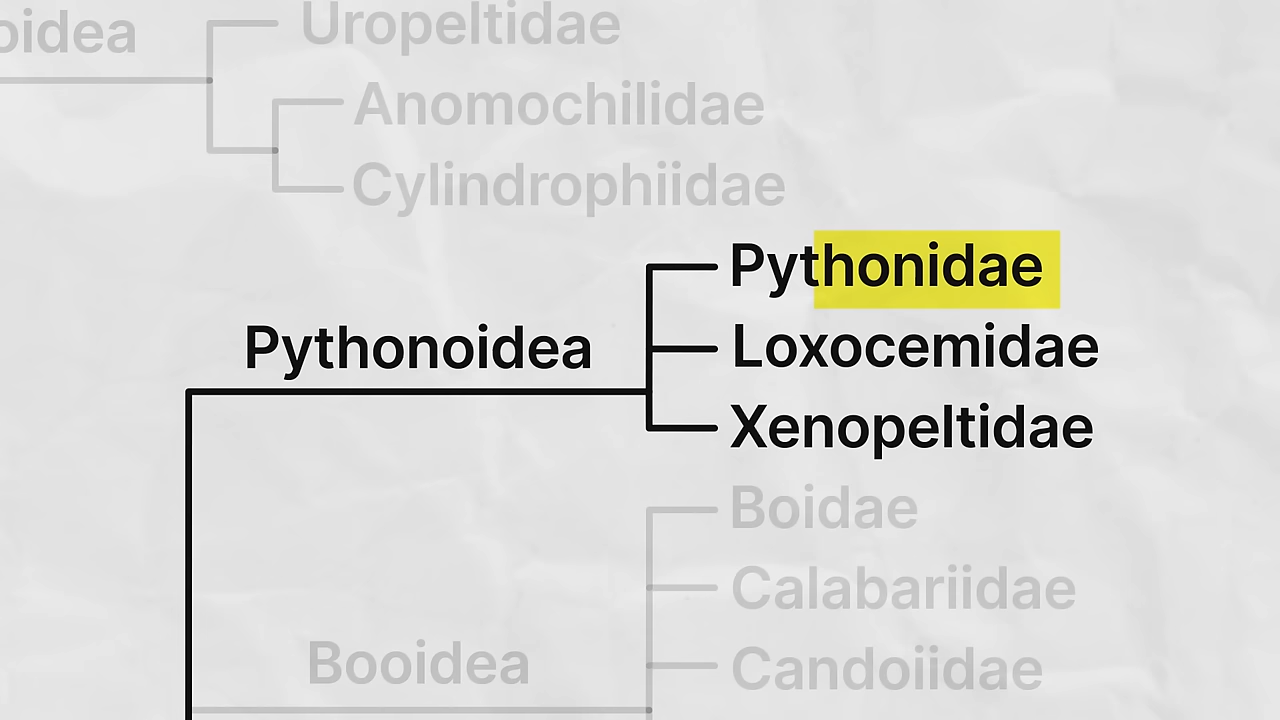 oidea
Uropeltidae
Anomochilidae
Cylindrophiidae
Pythonidae
Pythonoidea
Loxocemidae
Xenopeltidae
Boidae
Calabariidae
Booidea
Candoiidae